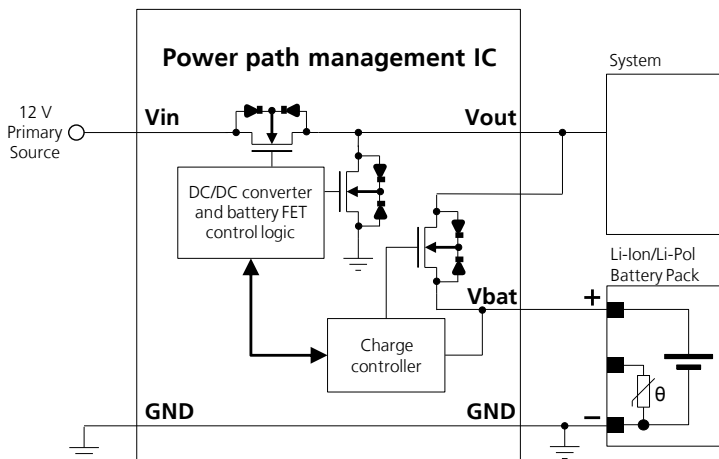 Power path management IC
System
12 V
Primary
Source
Vin
Vout
DC/DC converter
and battery FET
control logic
Li-Ion/Li-Pol
Battery Pack
Vbat
+
Charge
controller
θ
GND
GND
−